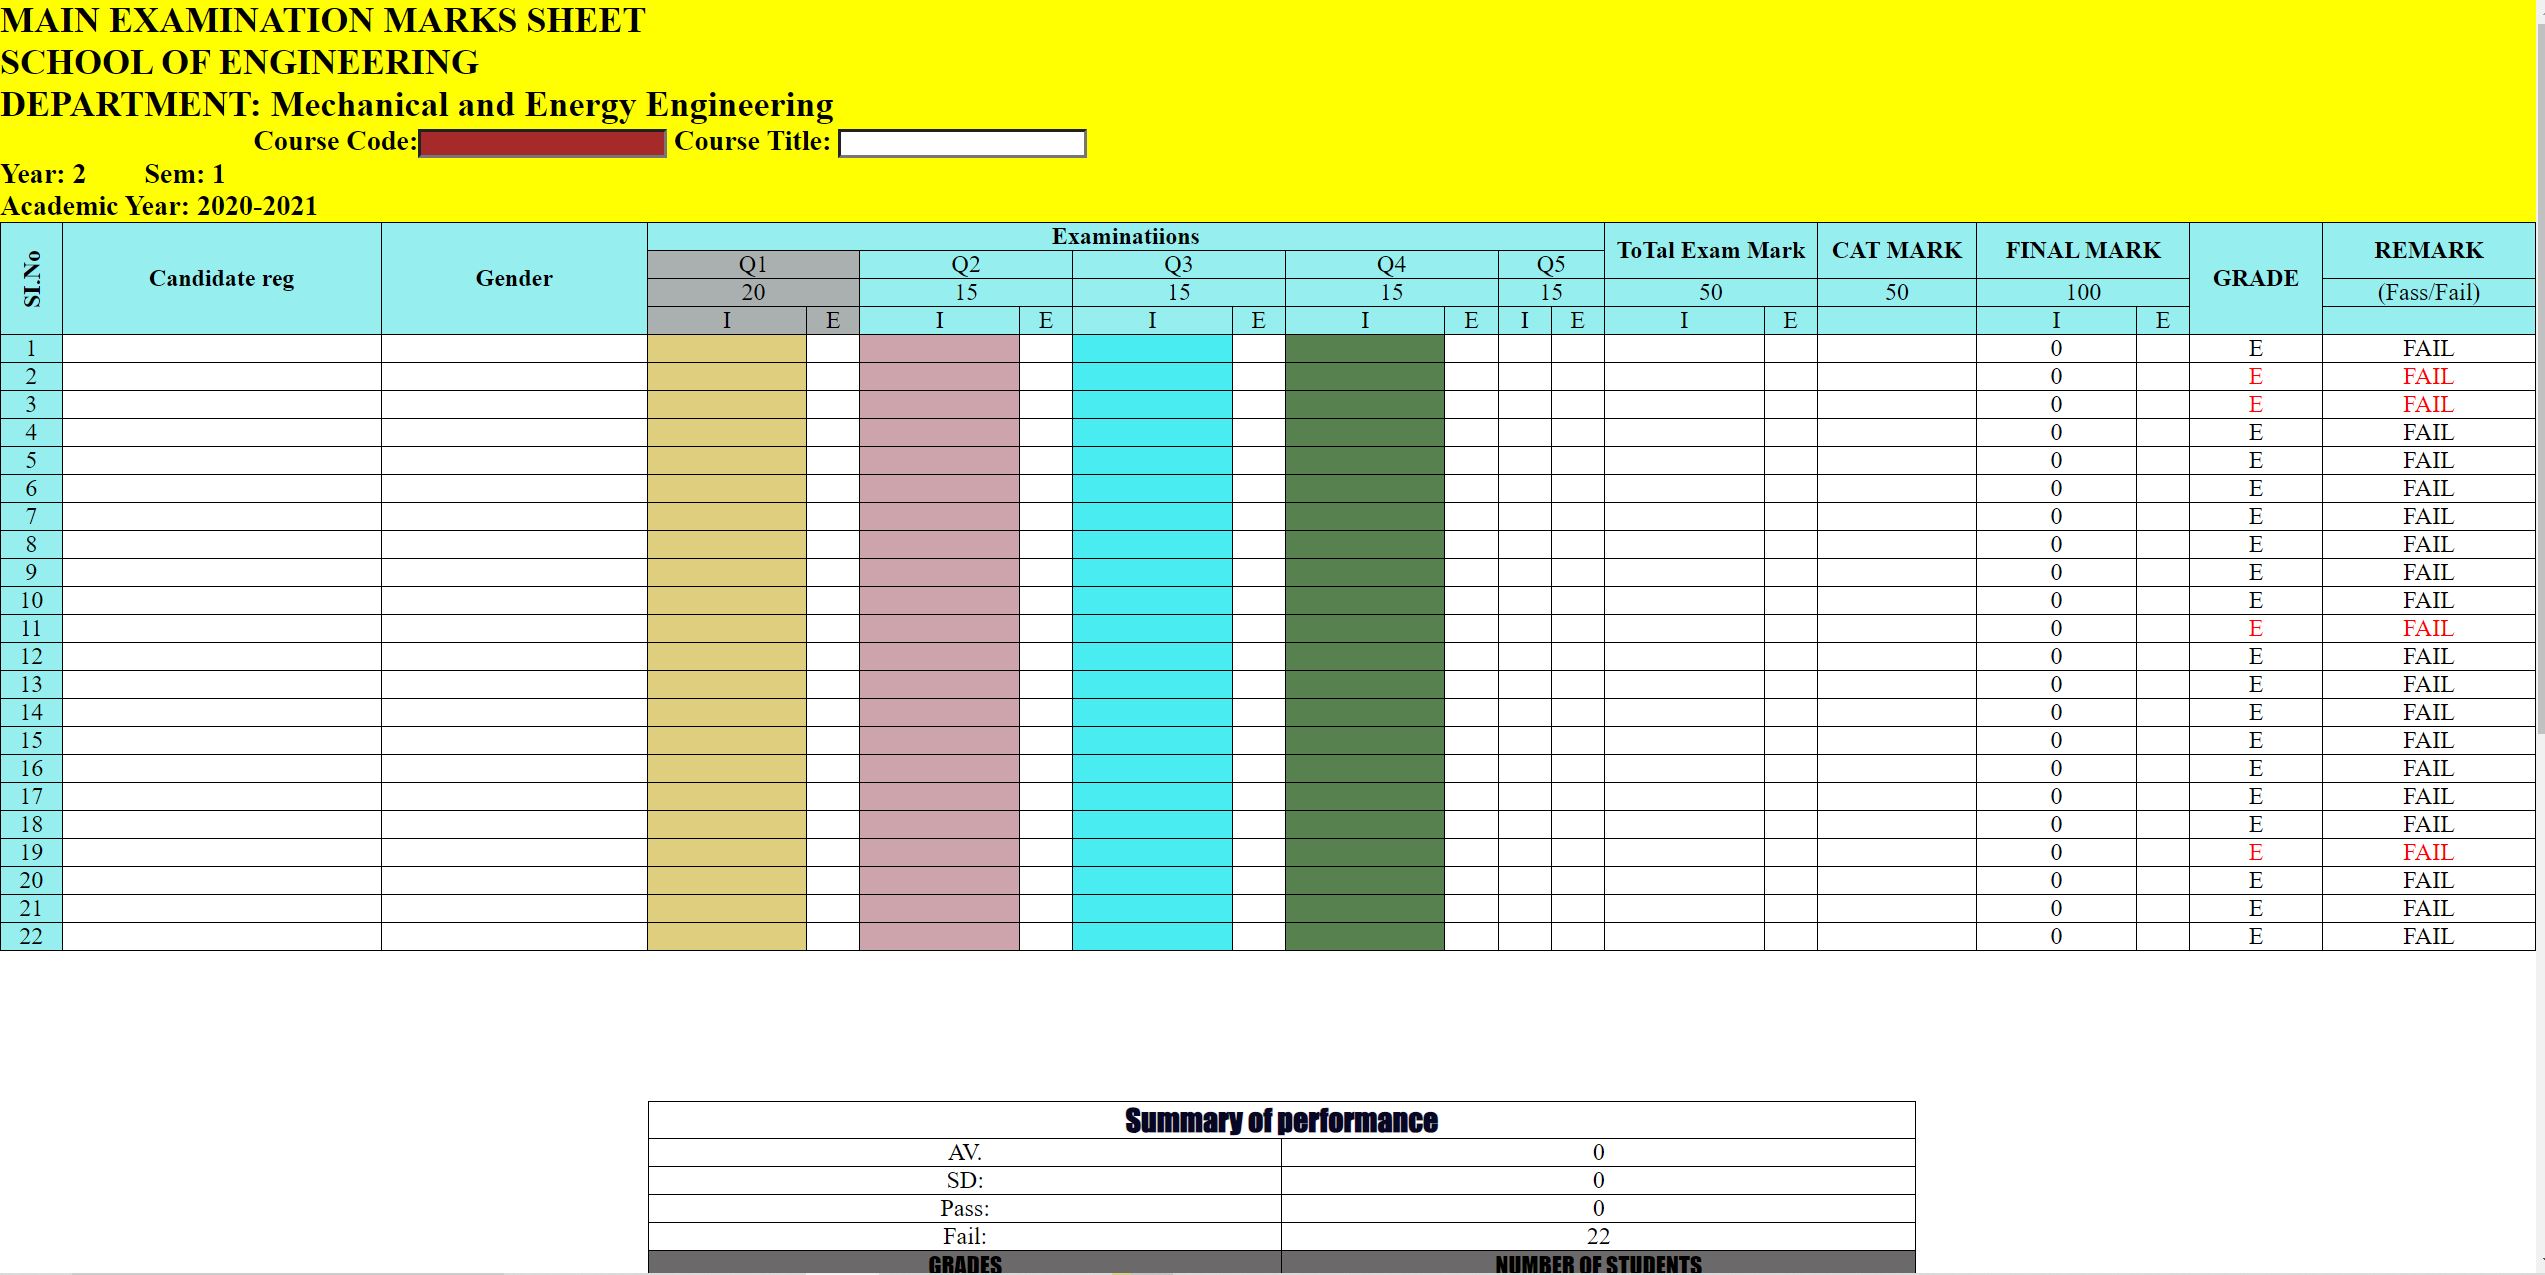 MAIN EXAMINATION MARKS SHEET
SCHOOL OF ENGINEERING
DEPARTMENT: Mechanical and Energy Engineering
Course Code: Course Title:
Year: 2 Sem: 1
Academic Year: 2020-2021
SI.No Candidate reg Gender Examinatiions ToTal Exam Mark CAT MARK FINAL MARK GRADE REMARK
Q1 Q2 Q3 Q4 Q5
20 15 15 15 15 50 50 100 (Fass/Fail)
I E I E I E I E I E I E I E
1 0 E FAIL
2 0 E FAIL
3 0 E FAIL
4 0 E FAIL
5 0 E FAIL
6 0 E FAIL
7 0 E FAIL
8 0 E FAIL
9 0 E FAIL
10 0 E FAIL
11 0 E FAIL
12 0 E FAIL
13 0 E FAIL
14 0 E FAIL
15 0 E FAIL
16 0 E FAIL
17 0 E FAIL
18 0 E FAIL
19 0 E FAIL
20 0 E FAIL
21 0 E FAIL
22 0 E FAIL
Summary of performance
AV. 0
SD: 0
Pass: 0
Fail: 22
GRADES NUMBER OF STUDENTS